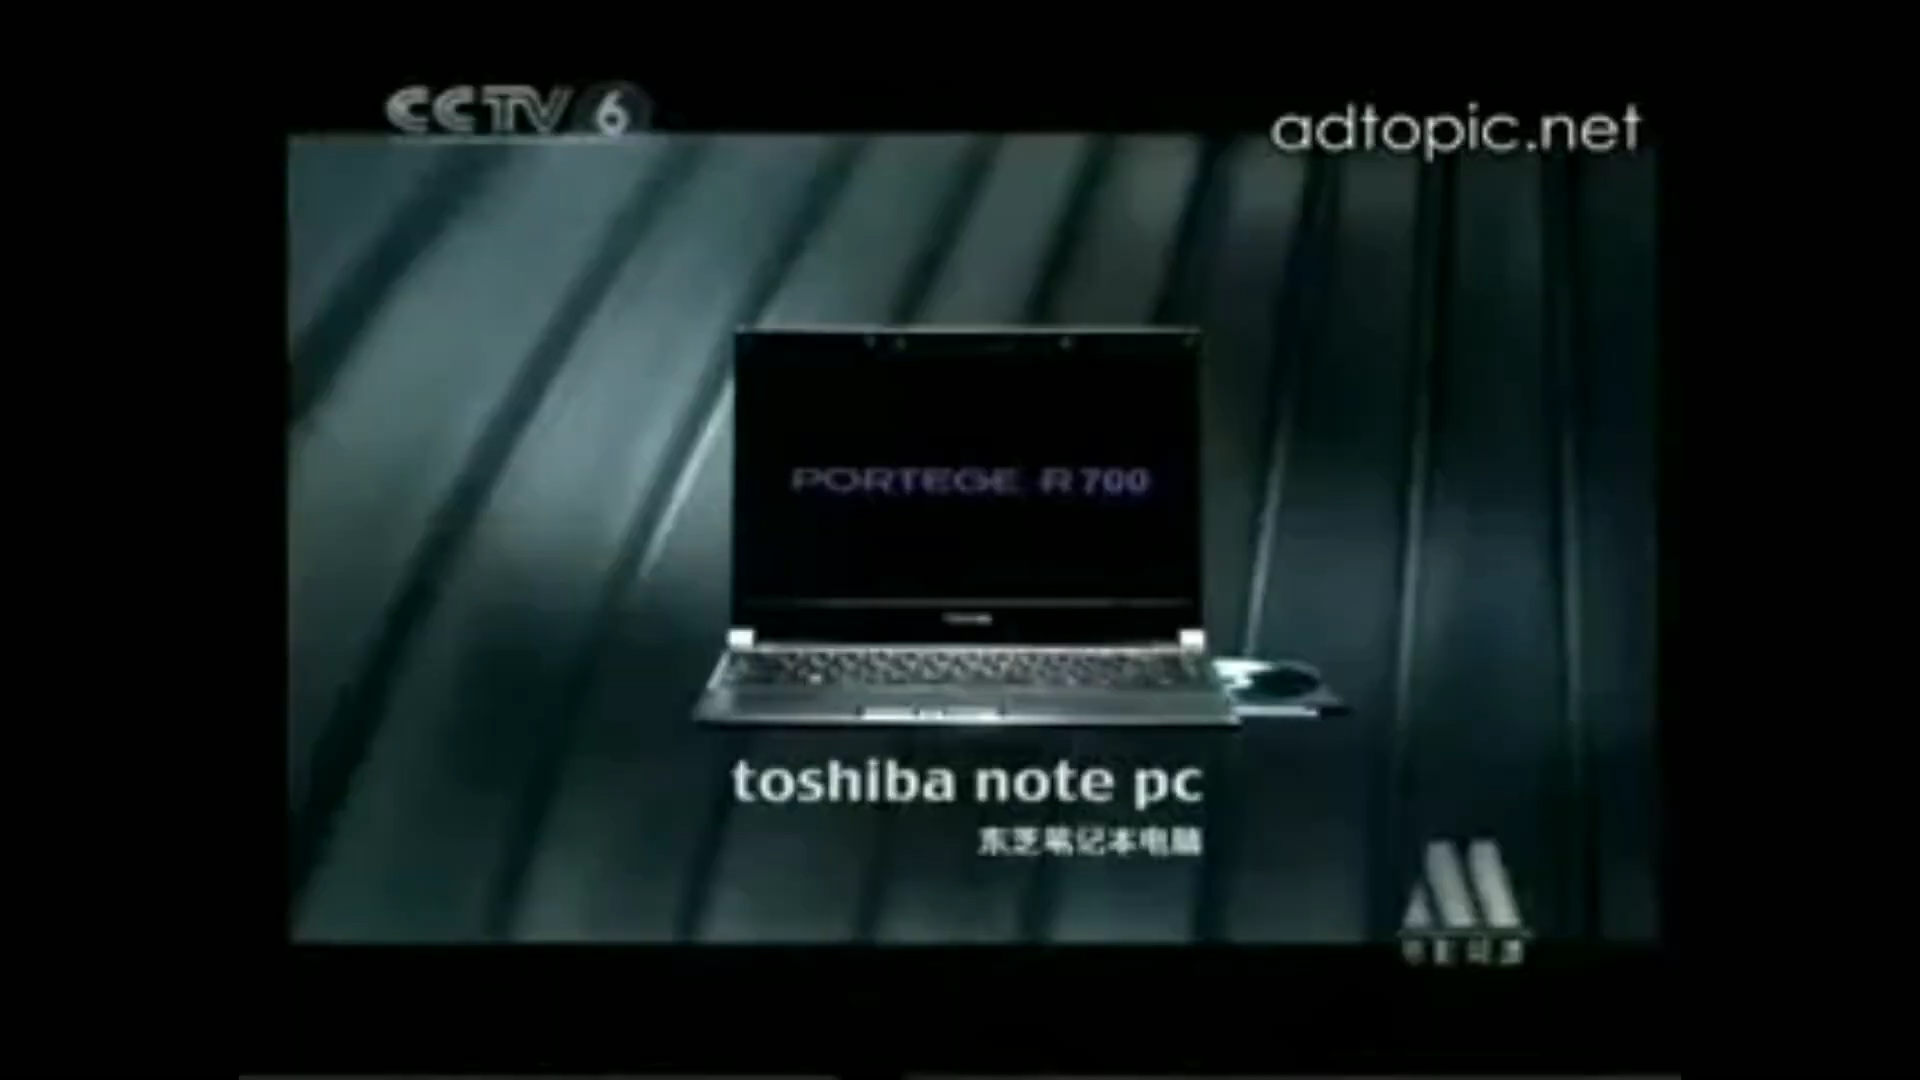 CCTV 6
adtopic.net
PORTEGE R700
toshiba note pc
东芝笔记本电脑